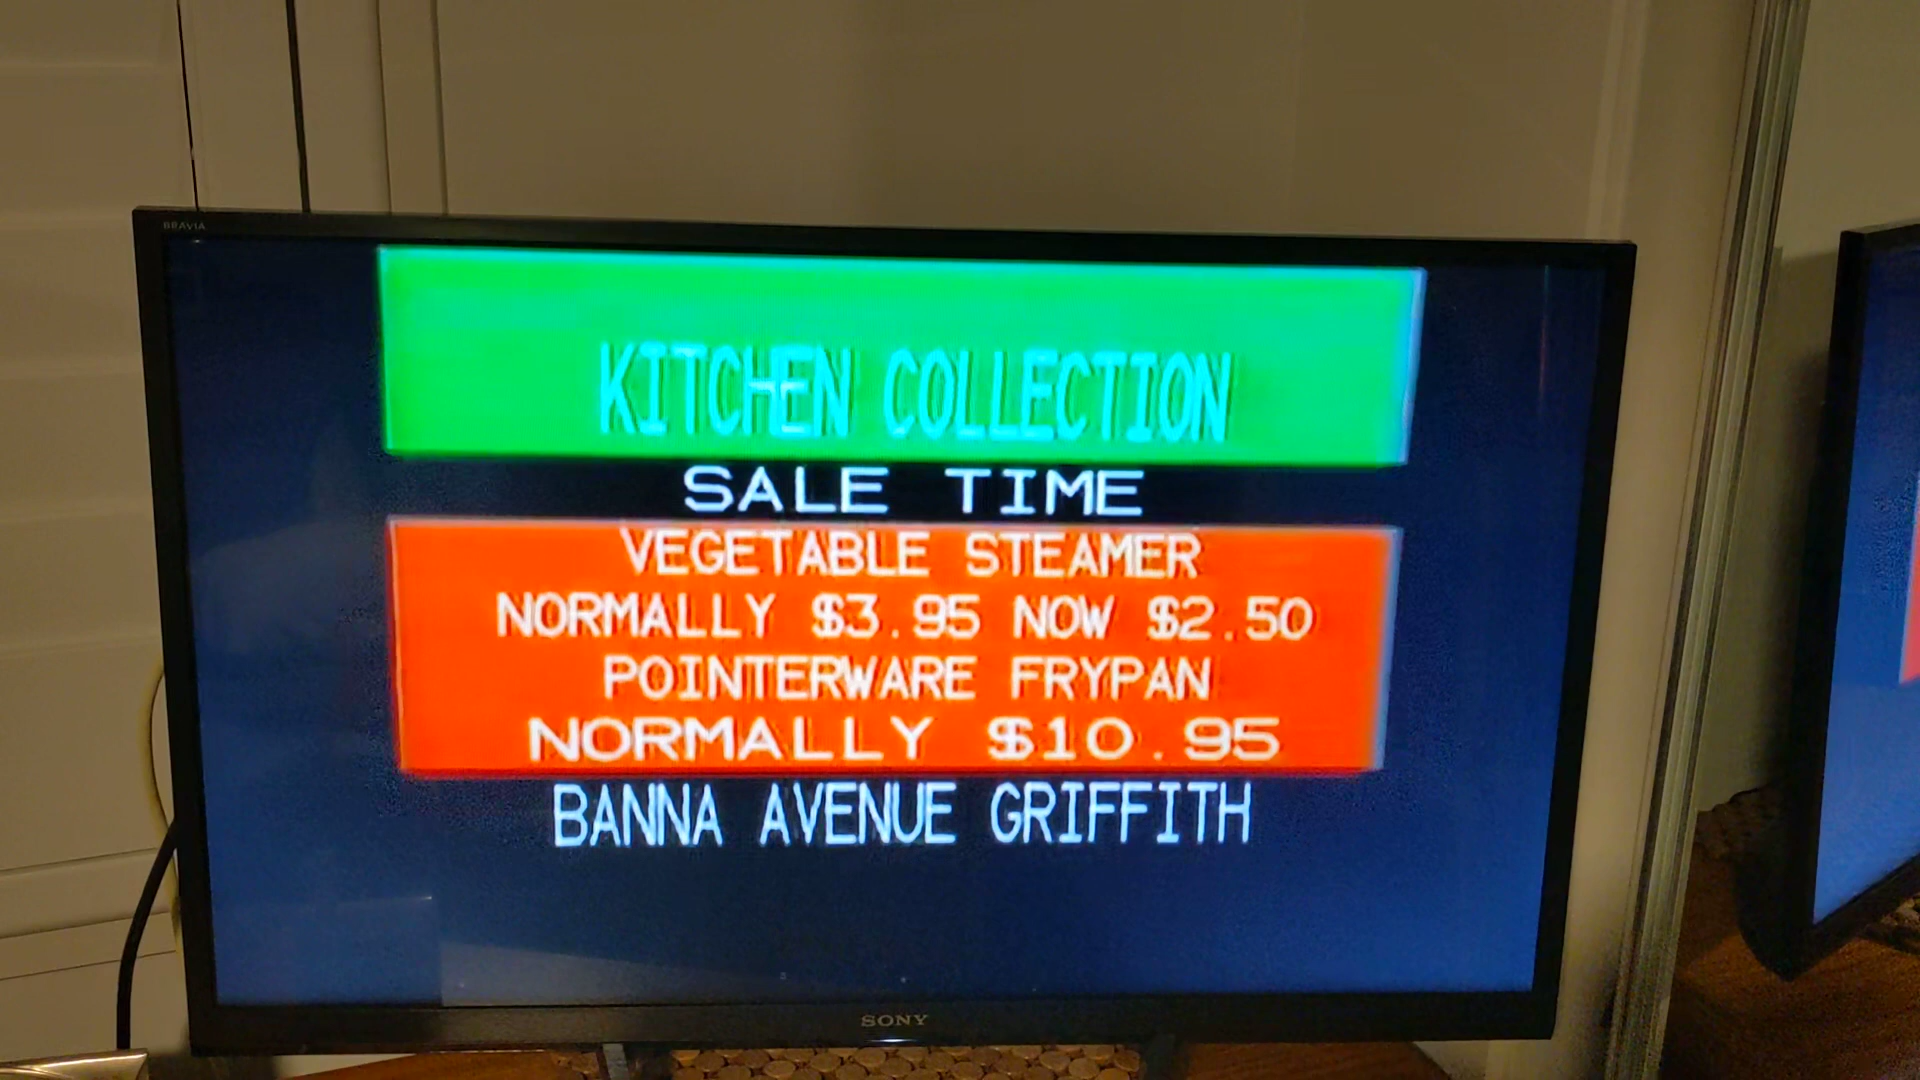 BRAVIA
KITCHEN COLLECTION
SALE TIME
VEGETABLE STEAMER
NORMALLY $3.95 NOW $2.50
POINTERWARE FRYPAN
NORMALLY $10.95
BANNA AVENUE GRIFFITH
SONY